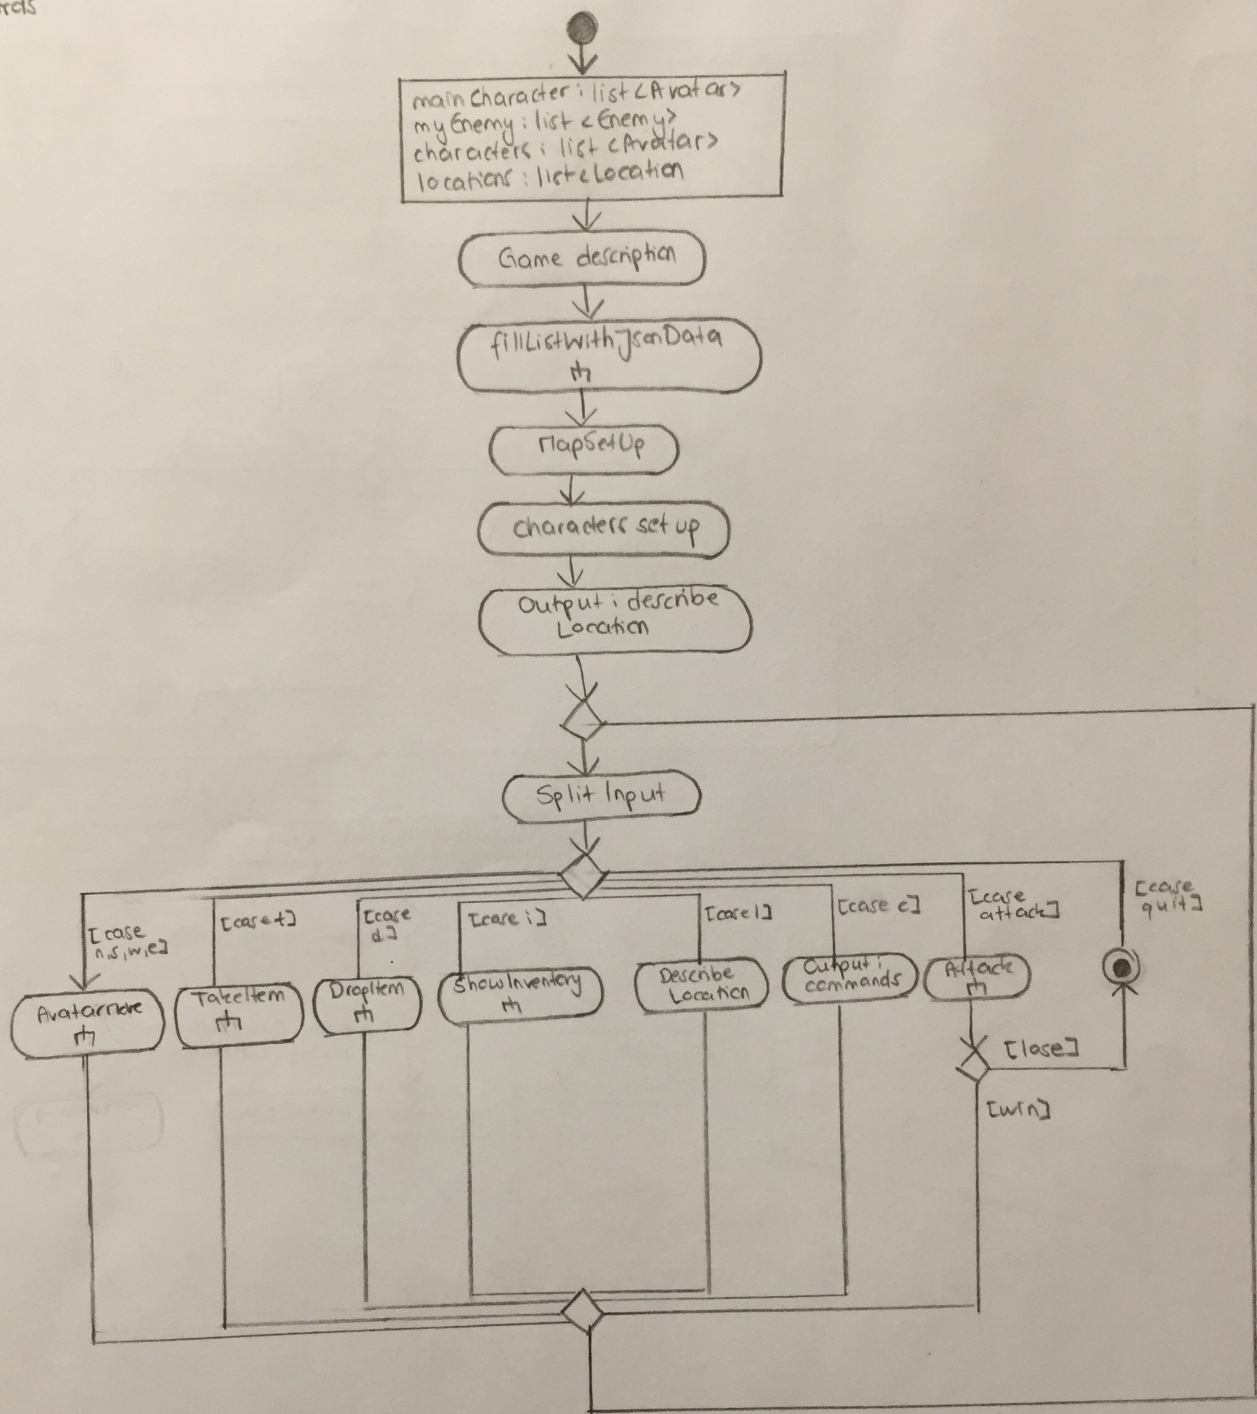 mainCharacter : list <Avatar>
myEnemy : list <Enemy>
characters : list <Avatar>
locations : list <Location
Game description
fillListWithJsonData
MapSetUp
characters set up
Output : describe
Location
Split Input
[case
n,s,w,e]
[case t]
[case
d]
[case i]
[case l]
[case c]
[case
attack]
[case
quit]
AvatarMove
TakeItem
DropItem
ShowInventory
Describe
Location
Output :
commands
Attack
[lose]
[win]